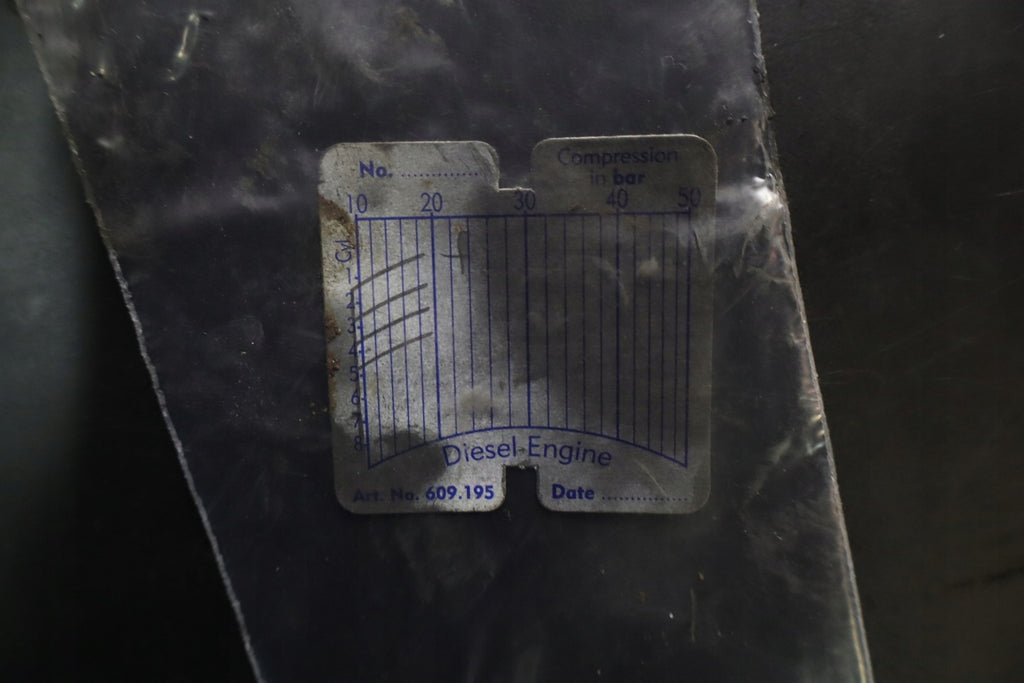 No. ..............
Compression
in bar
10 20 30 40 50
Cyl.
1
2
3
4
5
6
7
8
Diesel-Engine
Art. No. 609.195
Date ...............